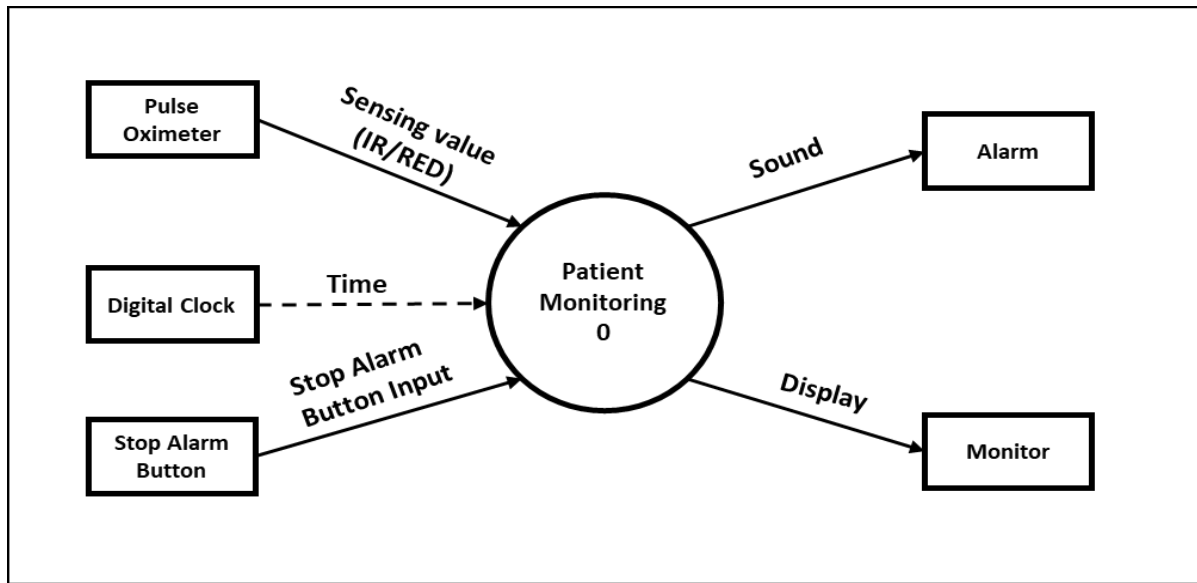 Pulse
Oximeter
Sensing value
(IR/RED)
Sound
Alarm
Digital Clock
Time
Patient
Monitoring
0
Stop Alarm
Button Input
Stop Alarm
Button
Display
Monitor